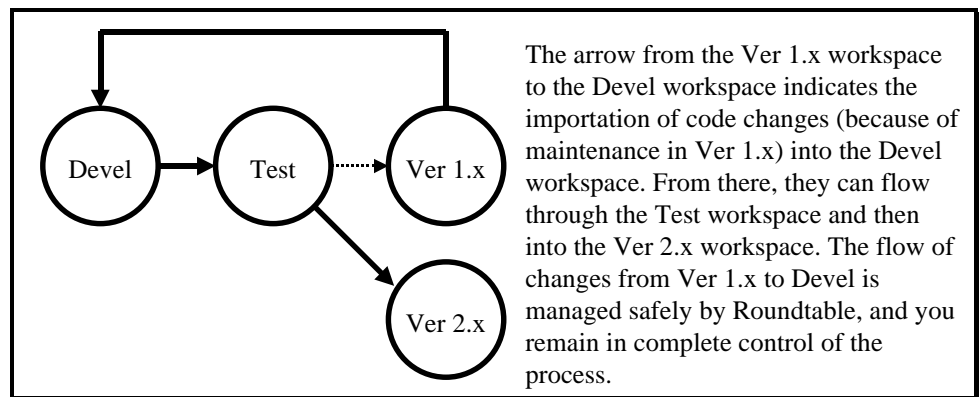 Devel
Test
Ver 1.x
Ver 2.x
The arrow from the Ver 1.x workspace
to the Devel workspace indicates the
importation of code changes (because of
maintenance in Ver 1.x) into the Devel
workspace. From there, they can flow
through the Test workspace and then
into the Ver 2.x workspace. The flow of
changes from Ver 1.x to Devel is
managed safely by Roundtable, and you
remain in complete control of the
process.